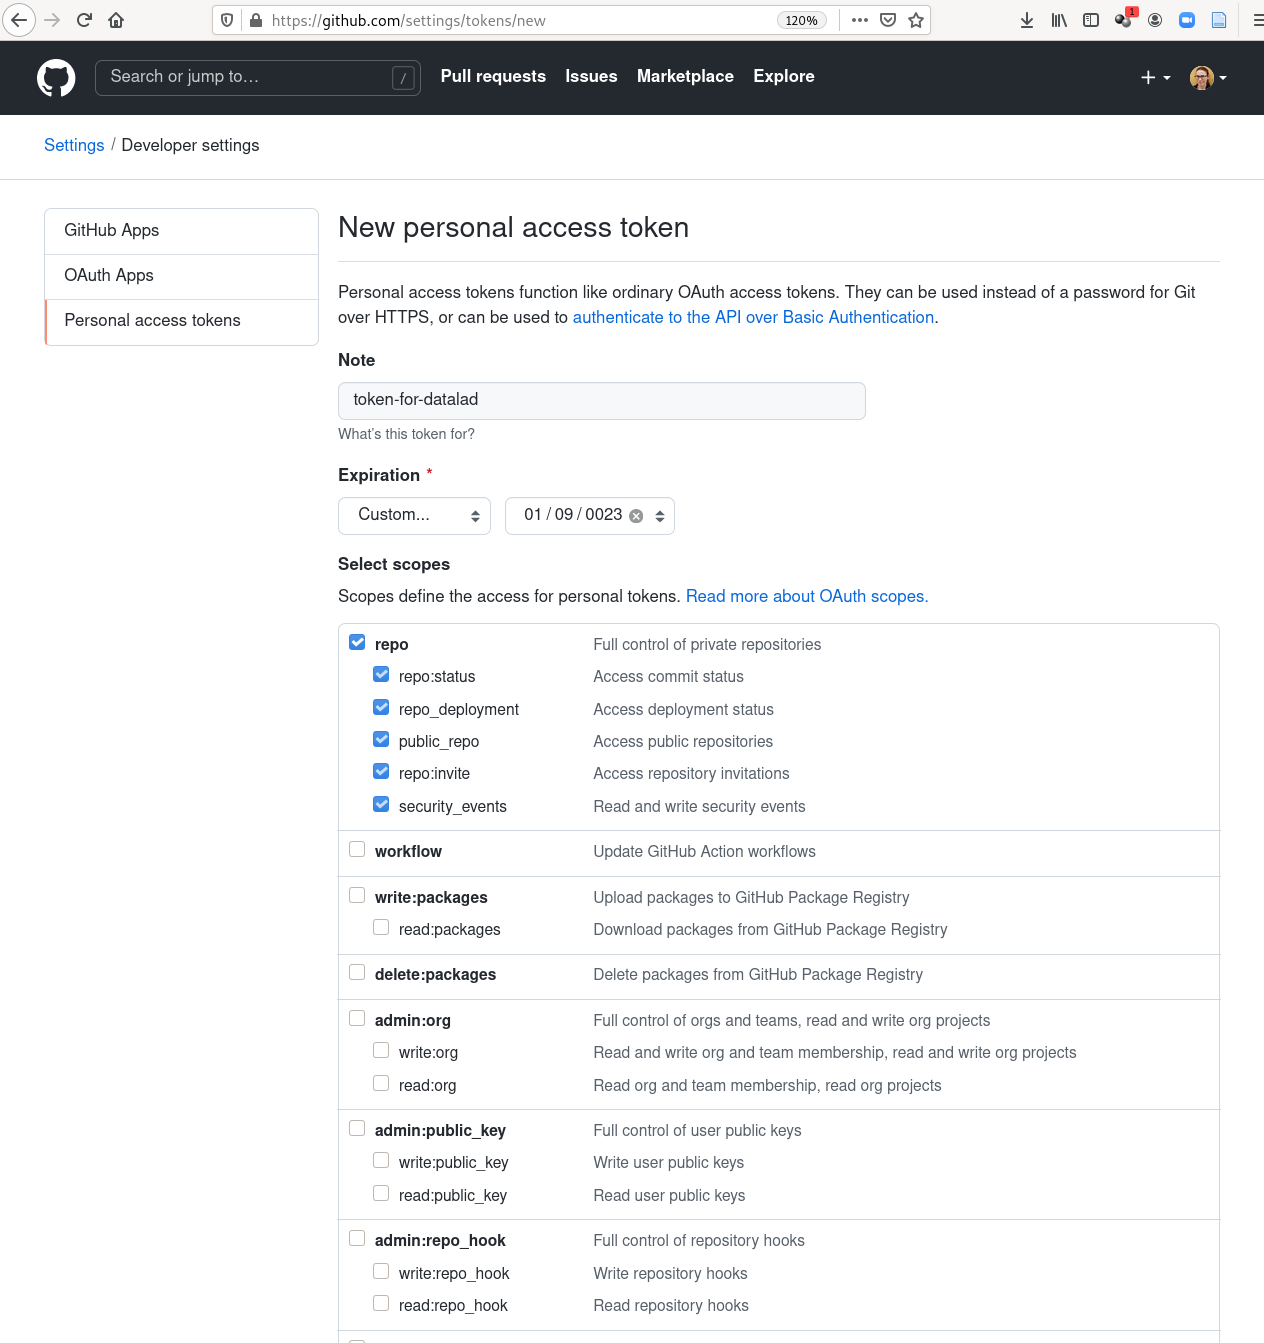 https://github.com/settings/tokens/new
120%
1
Search or jump to…
/
Pull requests
Issues
Marketplace
Explore
Settings / Developer settings
GitHub Apps
OAuth Apps
Personal access tokens
New personal access token
Personal access tokens function like ordinary OAuth access tokens. They can be used instead of a password for Git
over HTTPS, or can be used to authenticate to the API over Basic Authentication.
Note
token-for-datalad
What's this token for?
Expiration *
Custom...
01 / 09 / 0023
Select scopes
Scopes define the access for personal tokens. Read more about OAuth scopes.
repo Full control of private repositories
repo:status Access commit status
repo_deployment Access deployment status
public_repo Access public repositories
repo:invite Access repository invitations
security_events Read and write security events
workflow Update GitHub Action workflows
write:packages Upload packages to GitHub Package Registry
read:packages Download packages from GitHub Package Registry
delete:packages Delete packages from GitHub Package Registry
admin:org Full control of orgs and teams, read and write org projects
write:org Read and write org and team membership, read and write org projects
read:org Read org and team membership, read org projects
admin:public_key Full control of user public keys
write:public_key Write user public keys
read:public_key Read user public keys
admin:repo_hook Full control of repository hooks
write:repo_hook Write repository hooks
read:repo_hook Read repository hooks